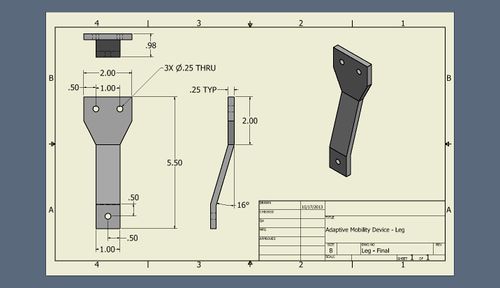 4 3 2 1
B B
.98
3X Ø.25 THRU
2.00
.50 1.00
.25 TYP
2.00
5.50
16°
.50
.50
1.00
A A
DRAWN
10/17/2013
CHECKED
QA
MFG
APPROVED
TITLE
Adaptive Mobility Device - Leg
SIZE
B
DWG NO
Leg - Final
REV
SCALE
SHEET 1 OF 1
4 3 2 1